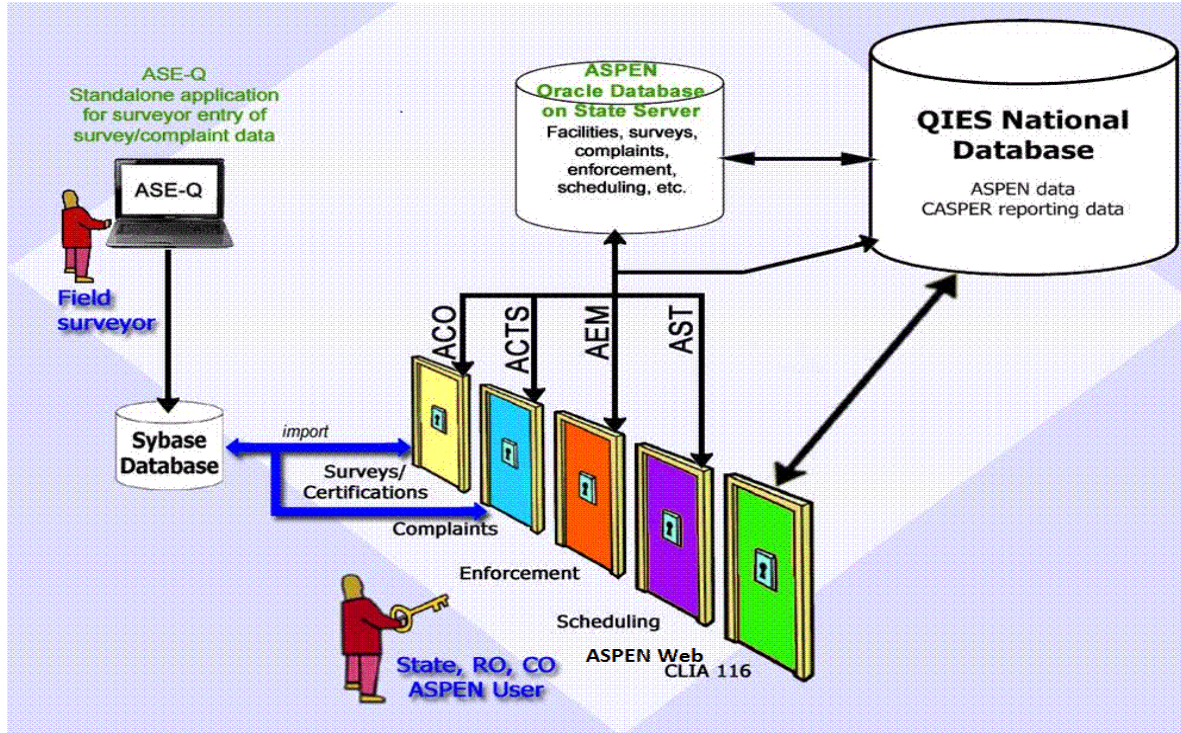 ASE-Q
Standalone application
for surveyor entry of
survey/complaint data
ASE-Q
Field
surveyor
ASPEN
Oracle Database
on State Server
Facilities, surveys,
complaints,
enforcement,
scheduling, etc.
QIES National
Database
ASPEN data
CASPER reporting data
ACO
ACTS
AEM
AST
Sybase
Database
import
Surveys/
Certifications
Complaints
Enforcement
Scheduling
ASPEN Web
CLIA 116
State, RO, CO
ASPEN User